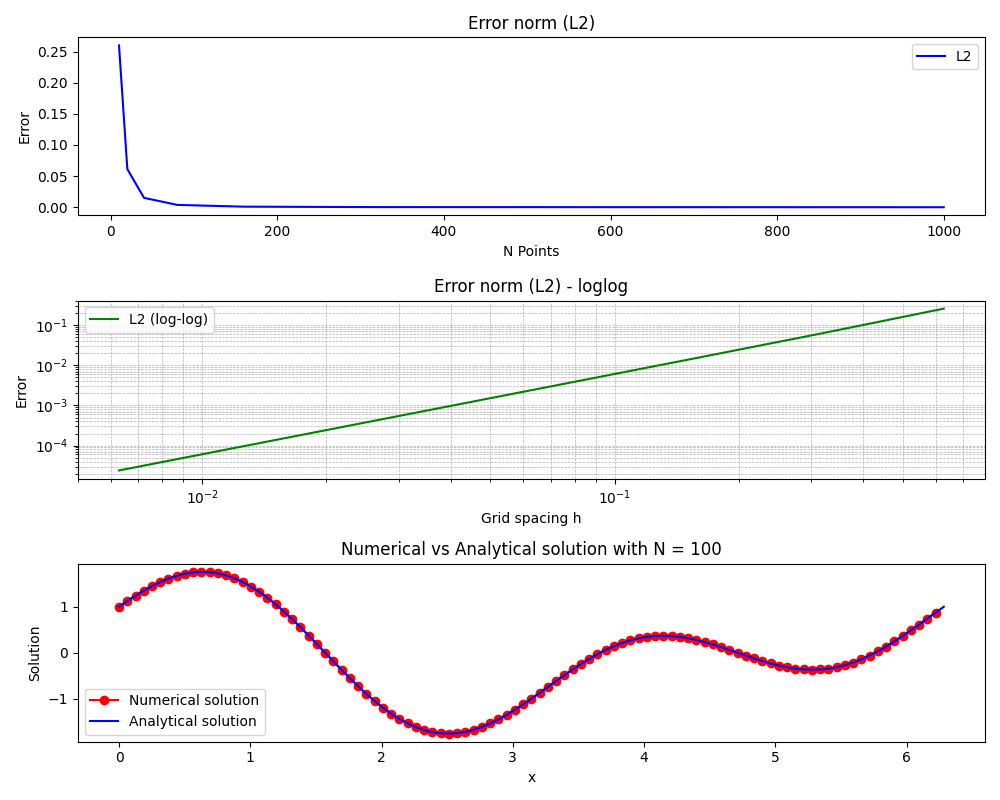 Error norm (L2)
L2
0.25
0.20
0.15
0.10
0.05
0.00
Error
0 200 400 600 800 1000
N Points
Error norm (L2) - loglog
L2 (log-log)
10⁻¹
10⁻²
10⁻³
10⁻⁴
Error
10⁻² 10⁻¹
Grid spacing h
Numerical vs Analytical solution with N = 100
1
0
−1
Solution
Numerical solution
Analytical solution
0 1 2 3 4 5 6
x